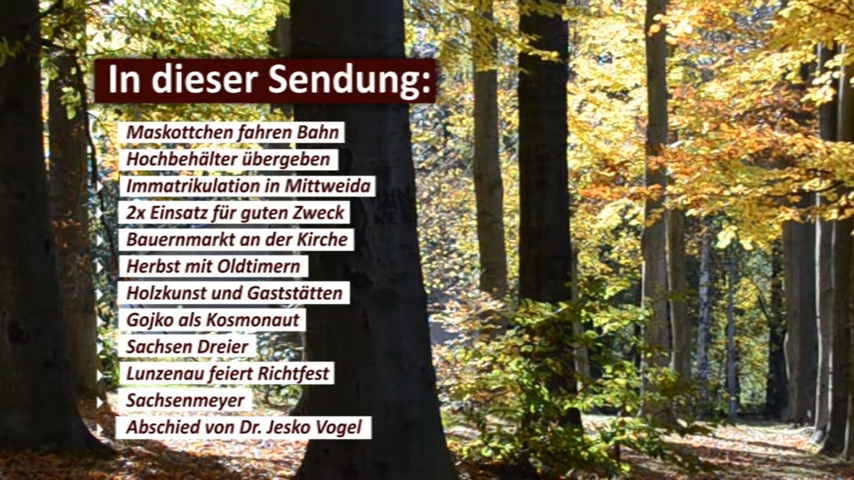 In dieser Sendung:
Maskottchen fahren Bahn
Hochbehälter übergeben
Immatrikulation in Mittweida
2x Einsatz für guten Zweck
Bauernmarkt an der Kirche
Herbst mit Oldtimern
Holzkunst und Gaststätten
Gojko als Kosmonaut
Sachsen Dreier
Lunzenau feiert Richtfest
Sachsenmeyer
Abschied von Dr. Jesko Vogel